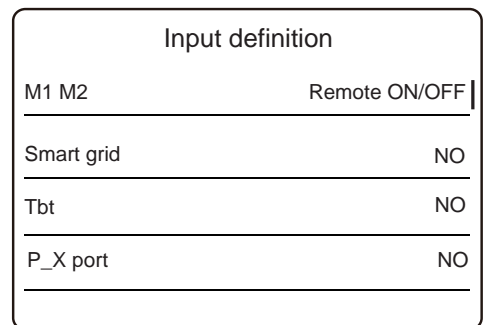 Input definition
M1 M2 Remote ON/OFF
Smart grid NO
Tbt NO
P_X port NO